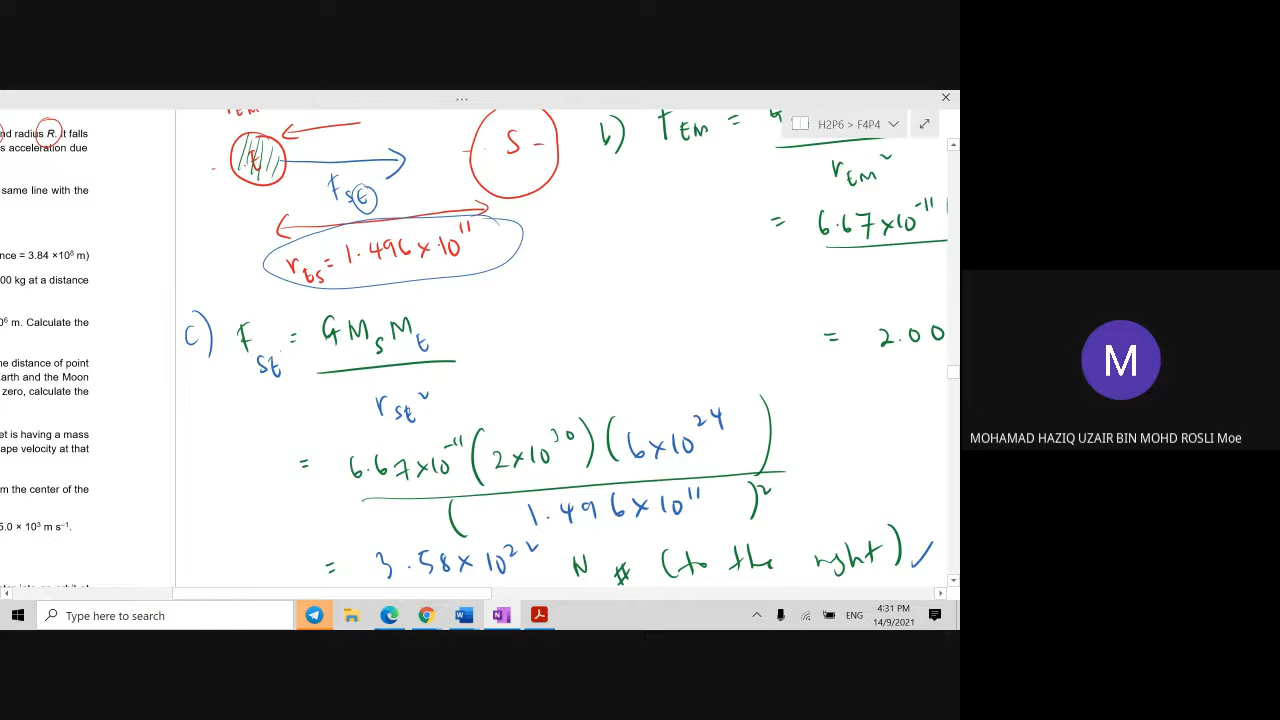 nd radius R. It falls
s acceleration due
same line with the
nce = 3.84 ×10⁸ m)
00 kg at a distance
0⁶ m. Calculate the
he distance of point
Earth and the Moon
zero, calculate the
et is having a mass
ape velocity at that
m the center of the
5.0 × 10³ m s⁻¹.
S
F_SE
r_ES = 1.496 × 10¹¹
b) F_EM =
r_EM²
= 6.67×10⁻¹¹
= 2.00
H2P6 > F4P4
c) F_SE = G M_S M_E
r_SE²
= 6.67×10⁻¹¹ (2×10³⁰) (6×10²⁴)
(1.496×10¹¹)²
= 3.58×10²² N # (to the right) ✓
M
MOHAMAD HAZIQ UZAIR BIN MOHD ROSLI Moe
Type here to search
ENG
4:31 PM
14/9/2021